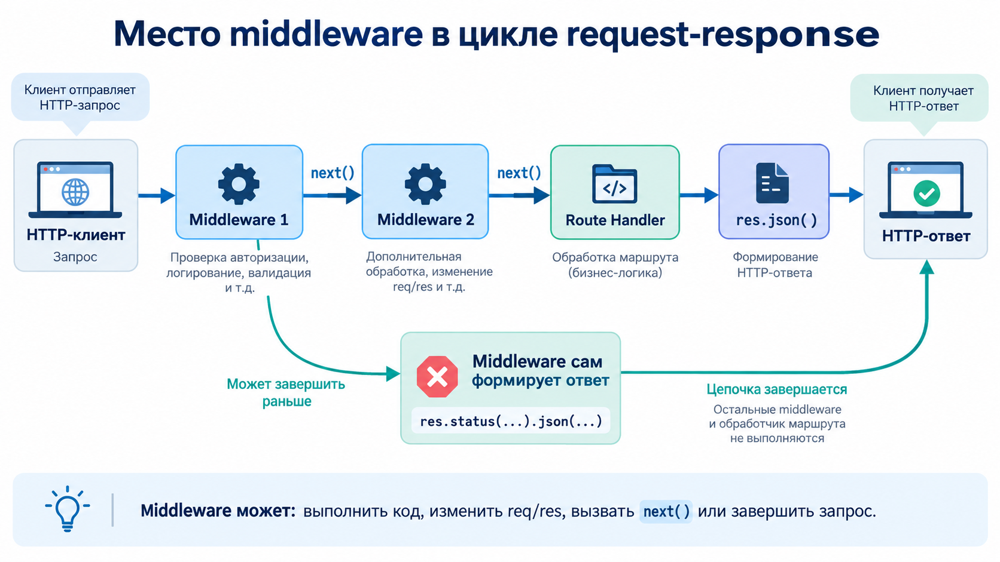 Место middleware в цикле request-response
Клиент отправляет
HTTP-запрос
Клиент получает
HTTP-ответ
HTTP-клиент
Запрос
Middleware 1
Проверка авторизации,
логирование, валидация
и т.д.
next()
Middleware 2
Дополнительная
обработка, изменение
req/res и т.д.
next()
</>
Route Handler
Обработка маршрута
(бизнес-логика)
res.json()
Формирование
HTTP-ответа
HTTP-ответ
Может завершить
раньше
Middleware сам
формирует ответ
res.status(...).json(...)
Цепочка завершается
Остальные middleware
и обработчик маршрута
не выполняются
Middleware может: выполнить код, изменить req/res, вызвать next() или завершить запрос.